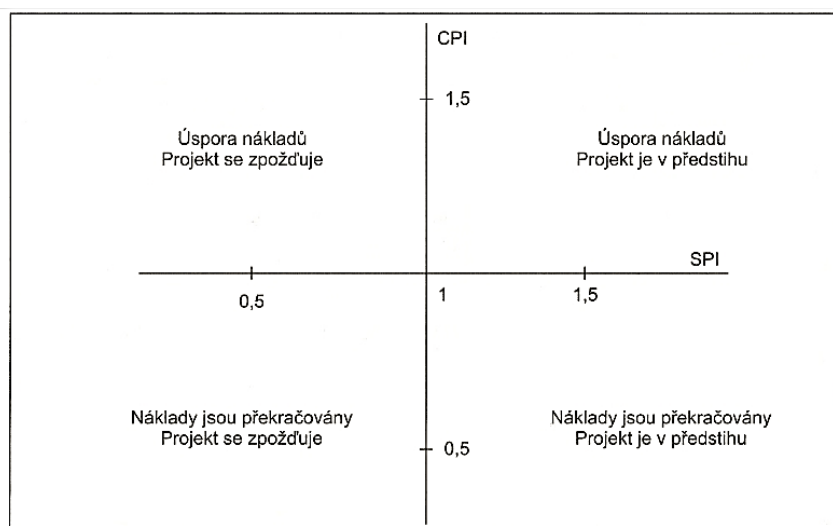 CPI
1,5
Úspora nákladů
Projekt se zpožďuje
Úspora nákladů
Projekt je v předstihu
SPI
0,5
1
1,5
Náklady jsou překračovány
Projekt se zpožďuje
Náklady jsou překračovány
Projekt je v předstihu
0,5